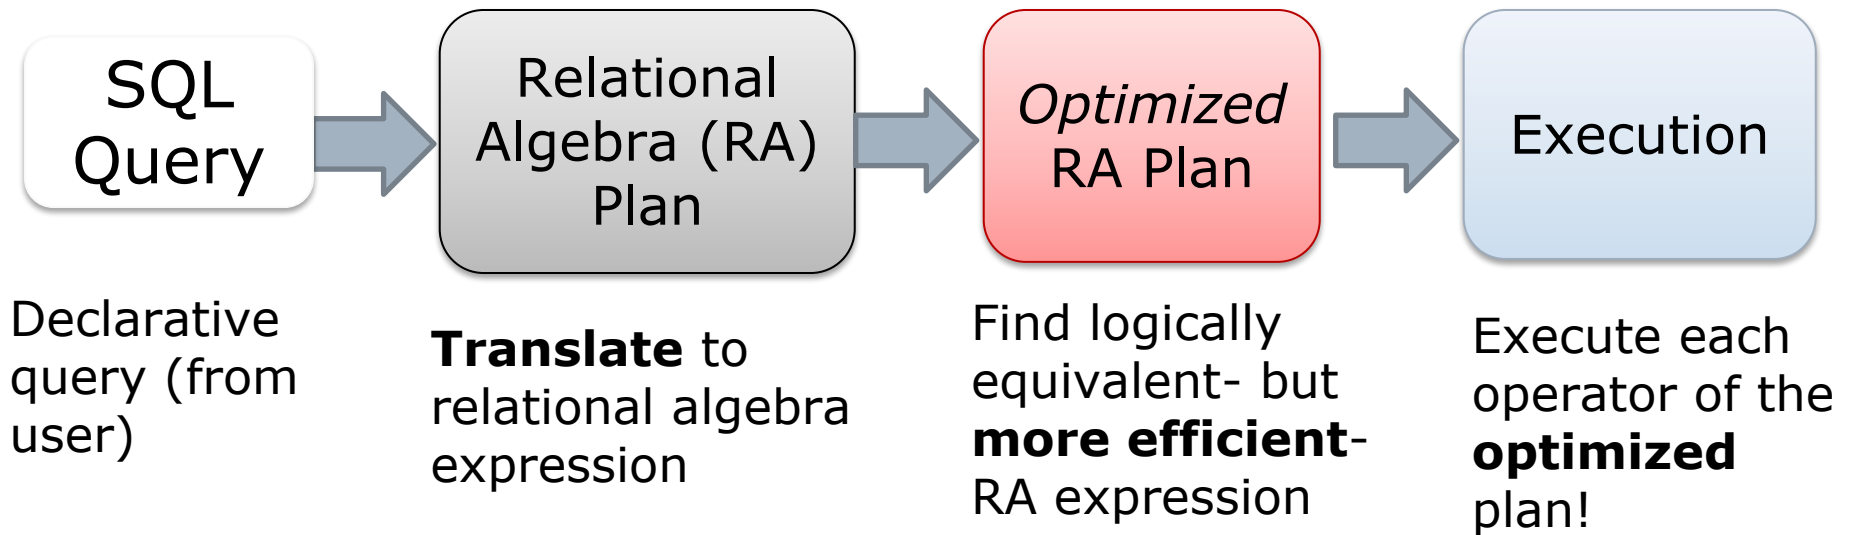 SQL
Query
Relational
Algebra (RA)
Plan
Optimized
RA Plan
Execution
Declarative
query (from
user)
Translate to
relational algebra
expression
Find logically
equivalent- but
more efficient-
RA expression
Execute each
operator of the
optimized
plan!